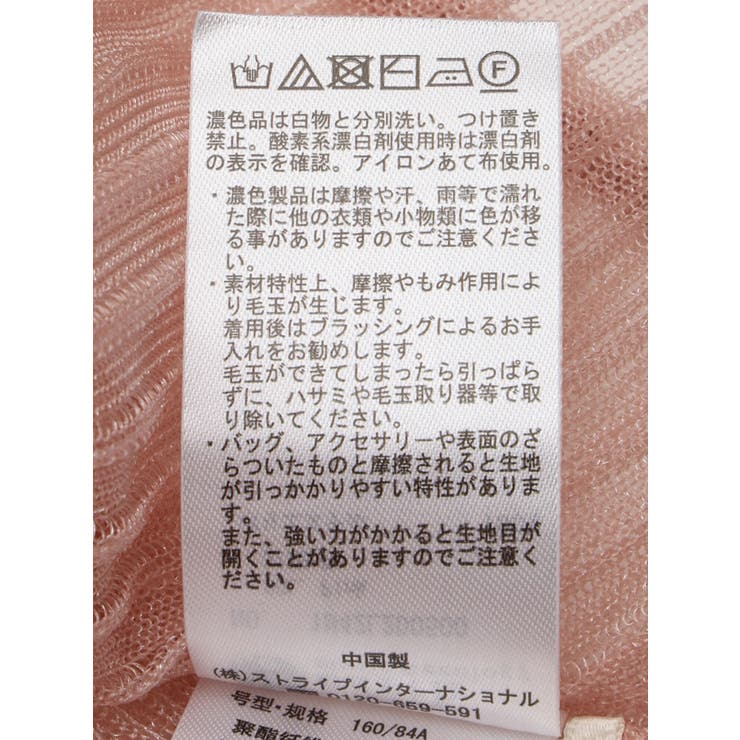 F
濃色品は白物と分別洗い。つけ置き
禁止。酸素系漂白剤使用時は漂白剤
の表示を確認。アイロンあて布使用。
・濃色製品は摩擦や汗、雨等で濡れ
た際に他の衣類や小物類に色が移
る事がありますのでご注意くださ
い。
・素材特性上、摩擦やもみ作用によ
り毛玉が生じます。
着用後はブラッシングによるお手
入れをお勧めします。
毛玉ができてしまったら引っぱら
ずに、ハサミや毛玉取り器等で取
り除いてください。
・バッグ、アクセサリーや表面のざ
らついたものと摩擦されると生地
が引っかかりやすい特性がありま
す。
また、強い力がかかると生地目が
開くことがありますのでご注意く
ださい。
中国製
(株)ストライプインターナショナル
0120-659-591
号型·规格 160/84A
聚酯纤维